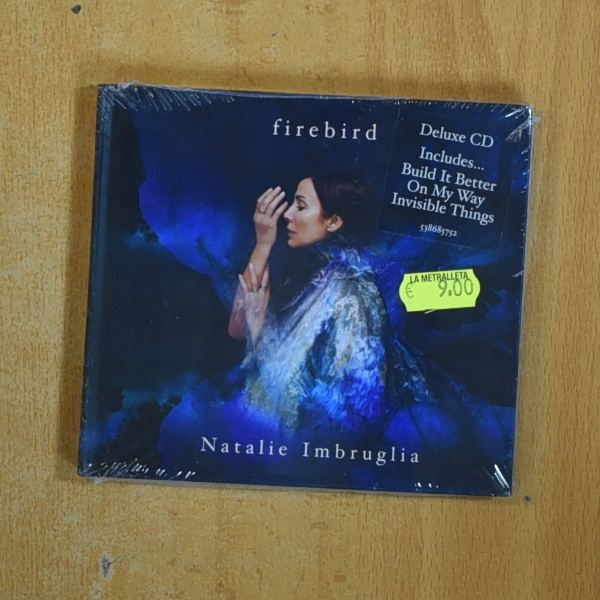 firebird
Deluxe CD
Includes...
Build It Better
On My Way
Invisible Things
538685752
LA METRALLETA
€ 9.00
Natalie Imbruglia